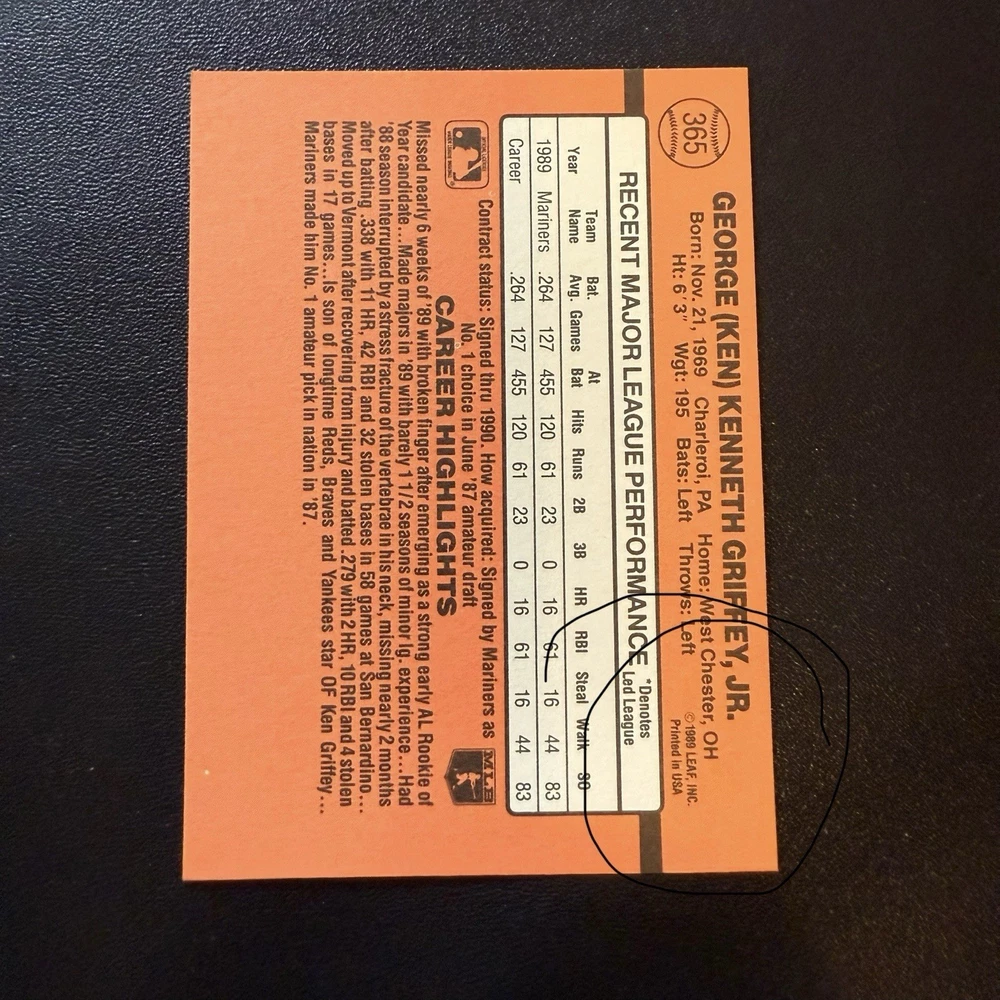 365
GEORGE (KEN) KENNETH GRIFFEY, JR.
Born: Nov. 21, 1969 Charleroi, PA Home: West Chester, OH
Ht: 6'3" Wgt: 195 Bats: Left Throws: Left
©1989 LEAF, INC.
Printed in USA
RECENT MAJOR LEAGUE PERFORMANCE *Denotes Led League
Year Team Name Bat. Avg. Games At Bat Hits Runs 2B 3B HR RBI Steal Walk SO
1989 Mariners .264 127 455 120 61 23 0 16 61 16 44 83
Career .264 127 455 120 61 23 0 16 61 16 44 83
Contract status: Signed thru 1990. How acquired: Signed by Mariners as
No. 1 choice in June '87 amateur draft
MLB
CAREER HIGHLIGHTS
Missed nearly 6 weeks of '89 with broken finger after emerging as a strong early AL Rookie of
Year candidate...Made majors in '89 with barely 1 1/2 seasons of minor lg. experience...Had
'88 season interrupted by a stress fracture of the vertebrae in his neck, missing nearly 2 months
after batting .338 with 11 HR, 42 RBI and 32 stolen bases in 58 games at San Bernardino...
Moved up to Vermont after recovering from injury and batted .279 with 2 HR, 10 RBI and 4 stolen
bases in 17 games...Is son of longtime Reds, Braves and Yankees star OF Ken Griffey...
Mariners made him No. 1 amateur pick in nation in '87.